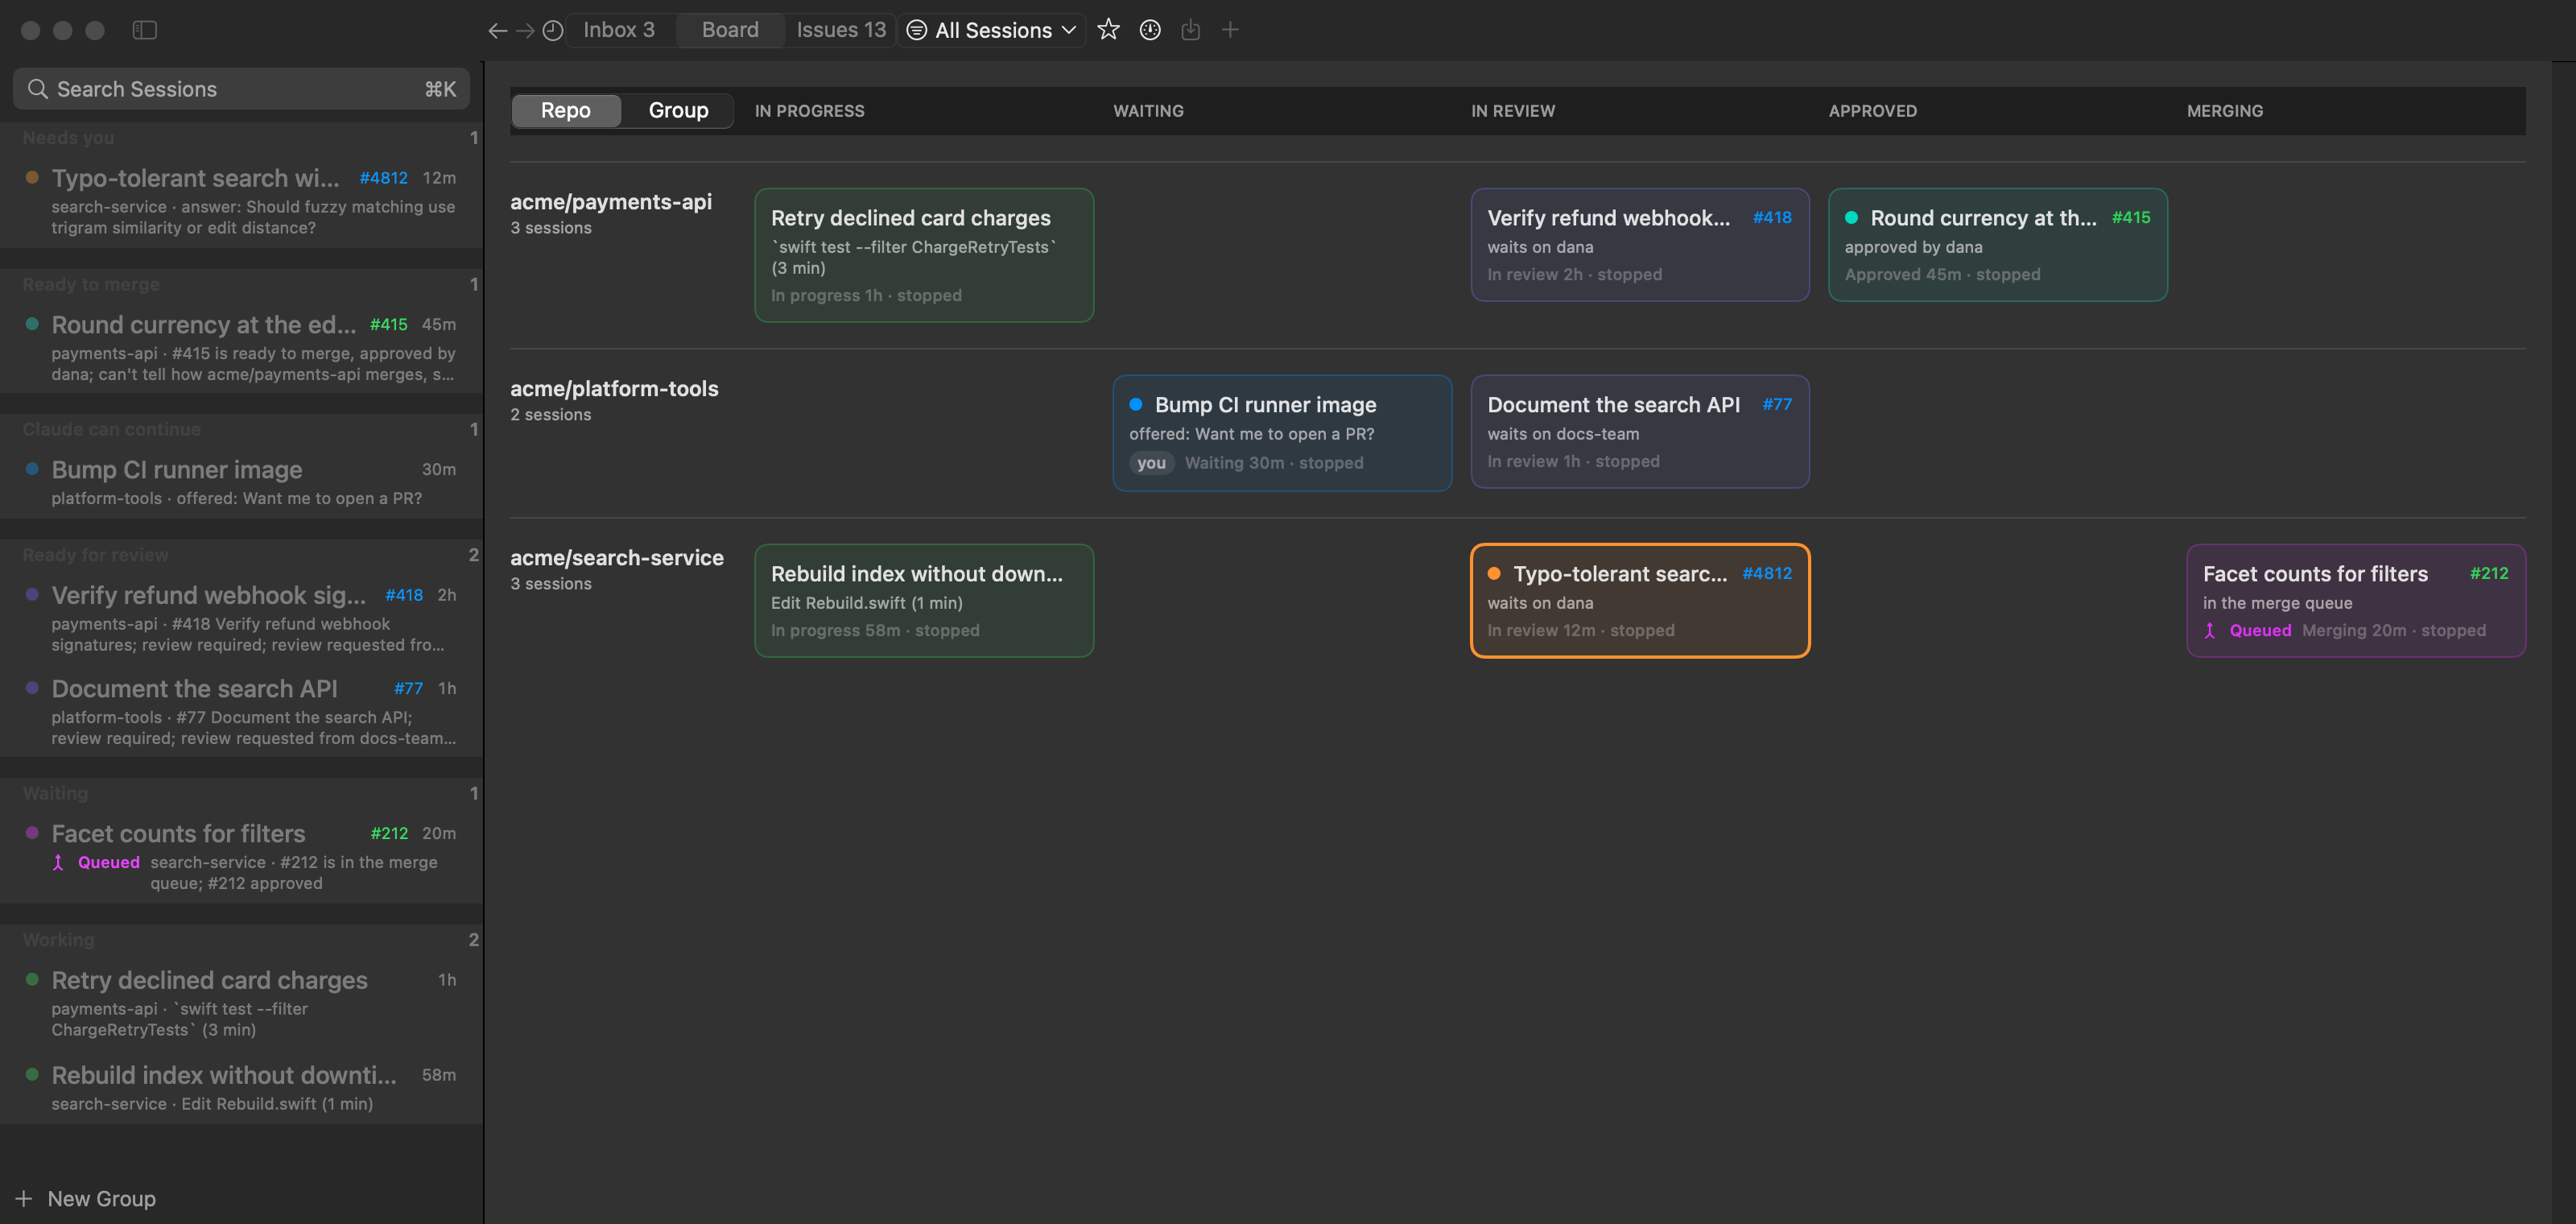 Inbox 3
Board
Issues 13
All Sessions
Search Sessions
⌘K
Needs you
1
Typo-tolerant search wi...
#4812
12m
search-service · answer: Should fuzzy matching use
trigram similarity or edit distance?
Ready to merge
1
Round currency at the ed...
#415
45m
payments-api · #415 is ready to merge, approved by
dana; can't tell how acme/payments-api merges, s...
Claude can continue
1
Bump CI runner image
30m
platform-tools · offered: Want me to open a PR?
Ready for review
2
Verify refund webhook sig...
#418
2h
payments-api · #418 Verify refund webhook
signatures; review required; review requested fro...
Document the search API
#77
1h
platform-tools · #77 Document the search API;
review required; review requested from docs-team...
Waiting
1
Facet counts for filters
#212
20m
Queued
search-service · #212 is in the merge
queue; #212 approved
Working
2
Retry declined card charges
1h
payments-api · `swift test --filter
ChargeRetryTests` (3 min)
Rebuild index without downti...
58m
search-service · Edit Rebuild.swift (1 min)
New Group
Repo
Group
IN PROGRESS
WAITING
IN REVIEW
APPROVED
MERGING
acme/payments-api
3 sessions
Retry declined card charges
`swift test --filter ChargeRetryTests`
(3 min)
In progress 1h · stopped
Verify refund webhook...
#418
waits on dana
In review 2h · stopped
Round currency at th...
#415
approved by dana
Approved 45m · stopped
acme/platform-tools
2 sessions
Bump CI runner image
offered: Want me to open a PR?
you
Waiting 30m · stopped
Document the search API
#77
waits on docs-team
In review 1h · stopped
acme/search-service
3 sessions
Rebuild index without down...
Edit Rebuild.swift (1 min)
In progress 58m · stopped
Typo-tolerant searc...
#4812
waits on dana
In review 12m · stopped
Facet counts for filters
#212
in the merge queue
Queued
Merging 20m · stopped